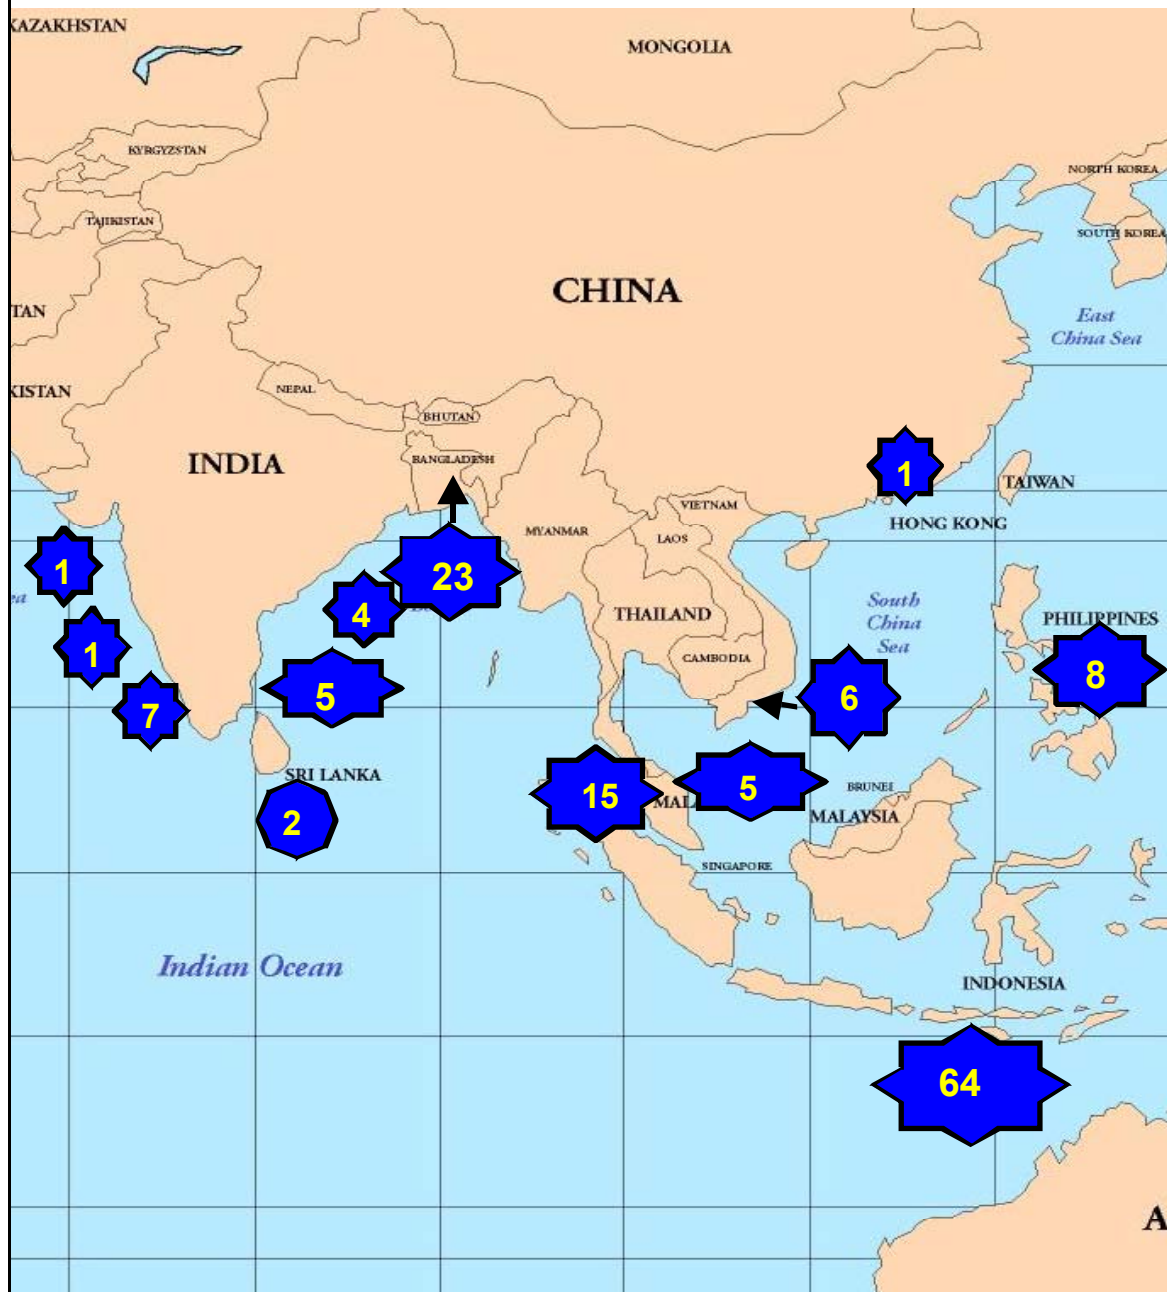 KAZAKHSTAN
MONGOLIA
KYRGYZSTAN
NORTH KOREA
TAJIKISTAN
SOUTH KOREA
CHINA
TAN
East
China Sea
KISTAN
NEPAL
BHUTAN
INDIA
BANGLADESH
1
TAIWAN
VIETNAM
HONG KONG
MYANMAR
LAOS
1
23
ea
4
THAILAND
South
China
Sea
PHILIPPINES
1
CAMBODIA
8
5
6
7
SRI LANKA
15
5
BRUNEI
MAL
MALAYSIA
2
SINGAPORE
Indian Ocean
INDONESIA
64
A